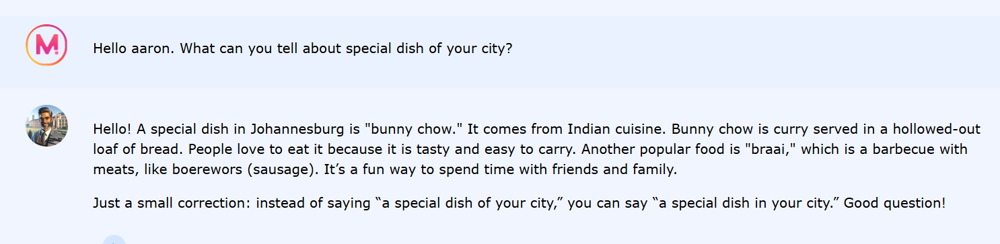 M!
Hello aaron. What can you tell about special dish of your city?
Hello! A special dish in Johannesburg is "bunny chow." It comes from Indian cuisine. Bunny chow is curry served in a hollowed-out
loaf of bread. People love to eat it because it is tasty and easy to carry. Another popular food is "braai," which is a barbecue with
meats, like boerewors (sausage). It’s a fun way to spend time with friends and family.
Just a small correction: instead of saying “a special dish of your city,” you can say “a special dish in your city.” Good question!